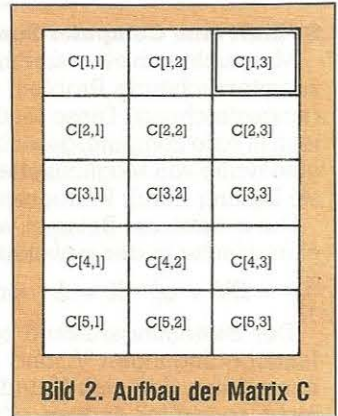 C[1,1] C[1,2] C[1,3]
C[2,1] C[2,2] C[2,3]
C[3,1] C[3,2] C[3,3]
C[4,1] C[4,2] C[4,3]
C[5,1] C[5,2] C[5,3]
Bild 2. Aufbau der Matrix C